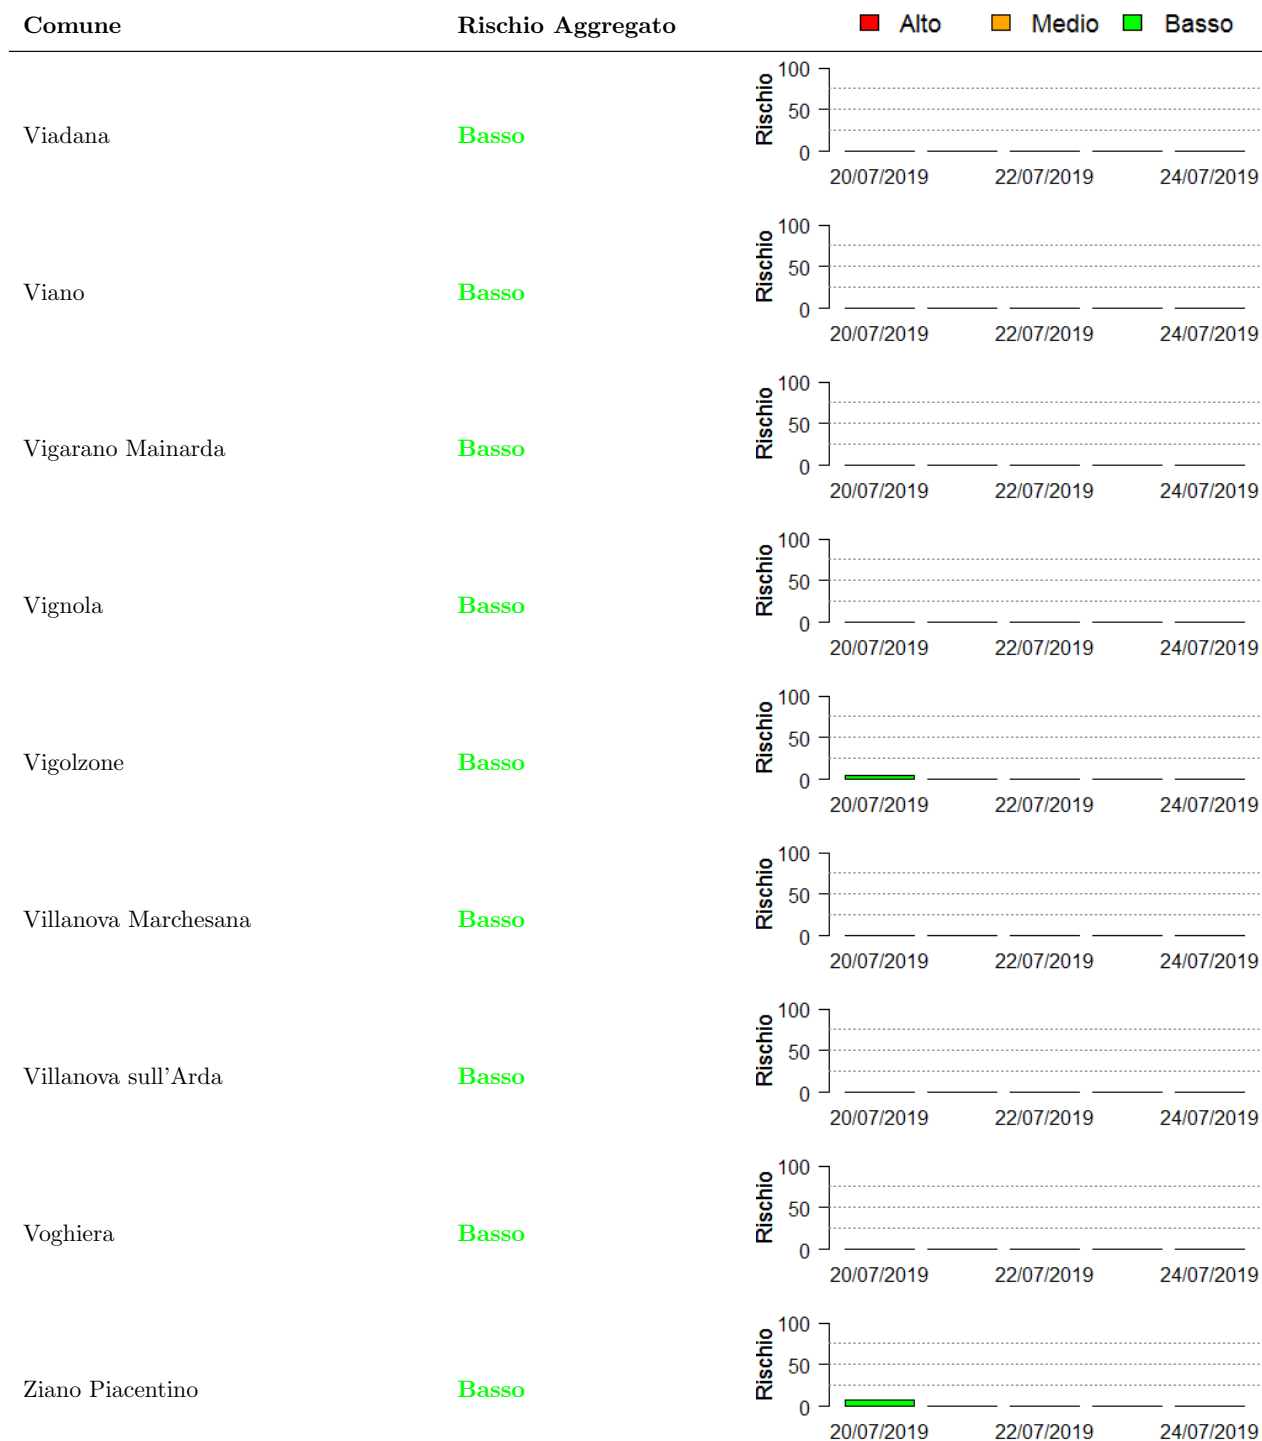 Comune Rischio Aggregato Alto Medio Basso
Viadana Basso Rischio 100 50 0
20/07/2019 22/07/2019 24/07/2019
Viano Basso Rischio 100 50 0
20/07/2019 22/07/2019 24/07/2019
Vigarano Mainarda Basso Rischio 100 50 0
20/07/2019 22/07/2019 24/07/2019
Vignola Basso Rischio 100 50 0
20/07/2019 22/07/2019 24/07/2019
Vigolzone Basso Rischio 100 50 0
20/07/2019 22/07/2019 24/07/2019
Villanova Marchesana Basso Rischio 100 50 0
20/07/2019 22/07/2019 24/07/2019
Villanova sull'Arda Basso Rischio 100 50 0
20/07/2019 22/07/2019 24/07/2019
Voghiera Basso Rischio 100 50 0
20/07/2019 22/07/2019 24/07/2019
Ziano Piacentino Basso Rischio 100 50 0
20/07/2019 22/07/2019 24/07/2019